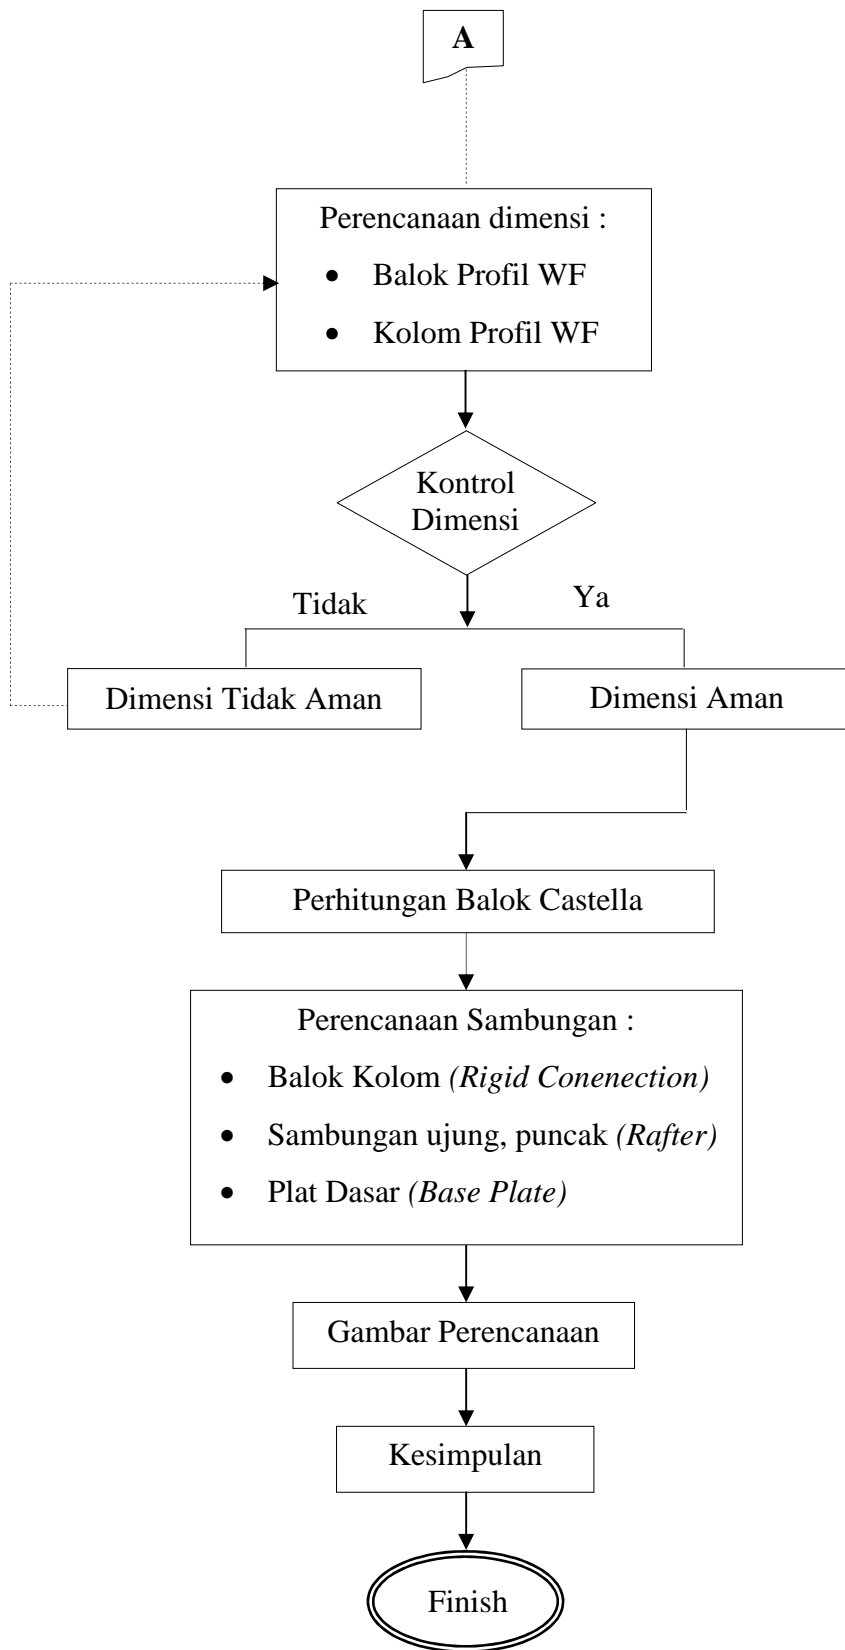 A
Perencanaan dimensi :
• Balok Profil WF
• Kolom Profil WF
Kontrol
Dimensi
Tidak
Ya
Dimensi Tidak Aman
Dimensi Aman
Perhitungan Balok Castella
Perencanaan Sambungan :
• Balok Kolom (Rigid Conenection)
• Sambungan ujung, puncak (Rafter)
• Plat Dasar (Base Plate)
Gambar Perencanaan
Kesimpulan
Finish